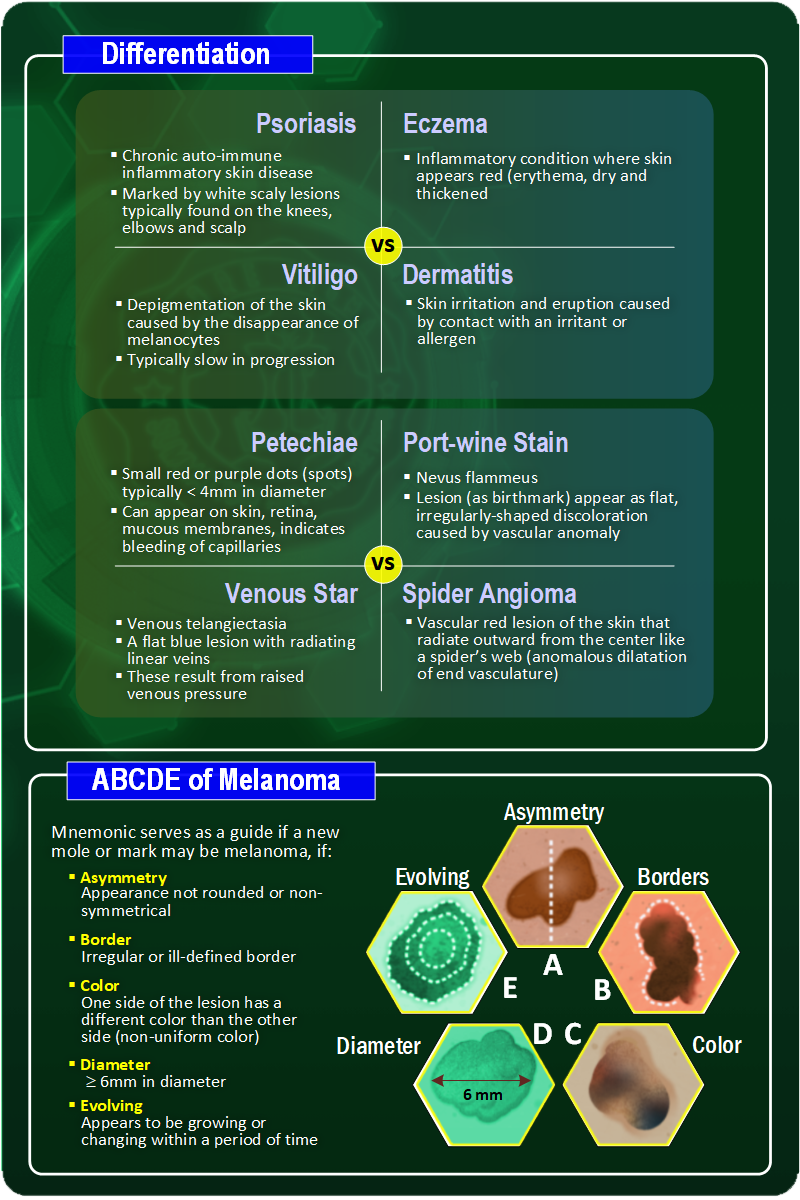 Differentiation
Psoriasis
▪ Chronic auto-immune
inflammatory skin disease
▪ Marked by white scaly lesions
typically found on the knees,
elbows and scalp
Eczema
▪ Inflammatory condition where skin
appears red (erythema, dry and
thickened
VS
Vitiligo
▪ Depigmentation of the skin
caused by the disappearance of
melanocytes
▪ Typically slow in progression
Dermatitis
▪ Skin irritation and eruption caused
by contact with an irritant or
allergen
Petechiae
▪ Small red or purple dots (spots)
typically < 4mm in diameter
▪ Can appear on skin, retina,
mucous membranes, indicates
bleeding of capillaries
Port-wine Stain
▪ Nevus flammeus
▪ Lesion (as birthmark) appear as flat,
irregularly-shaped discoloration
caused by vascular anomaly
VS
Venous Star
▪ Venous telangiectasia
▪ A flat blue lesion with radiating
linear veins
▪ These result from raised
venous pressure
Spider Angioma
▪ Vascular red lesion of the skin that
radiate outward from the center like
a spider’s web (anomalous dilatation
of end vasculature)
ABCDE of Melanoma
Mnemonic serves as a guide if a new
mole or mark may be melanoma, if:
▪ Asymmetry
Appearance not rounded or non-
symmetrical
▪ Border
Irregular or ill-defined border
▪ Color
One side of the lesion has a
different color than the other
side (non-uniform color)
▪ Diameter
≥ 6mm in diameter
▪ Evolving
Appears to be growing or
changing within a period of time
Asymmetry
A
Borders
B
Color
C
Diameter
D
6 mm
Evolving
E